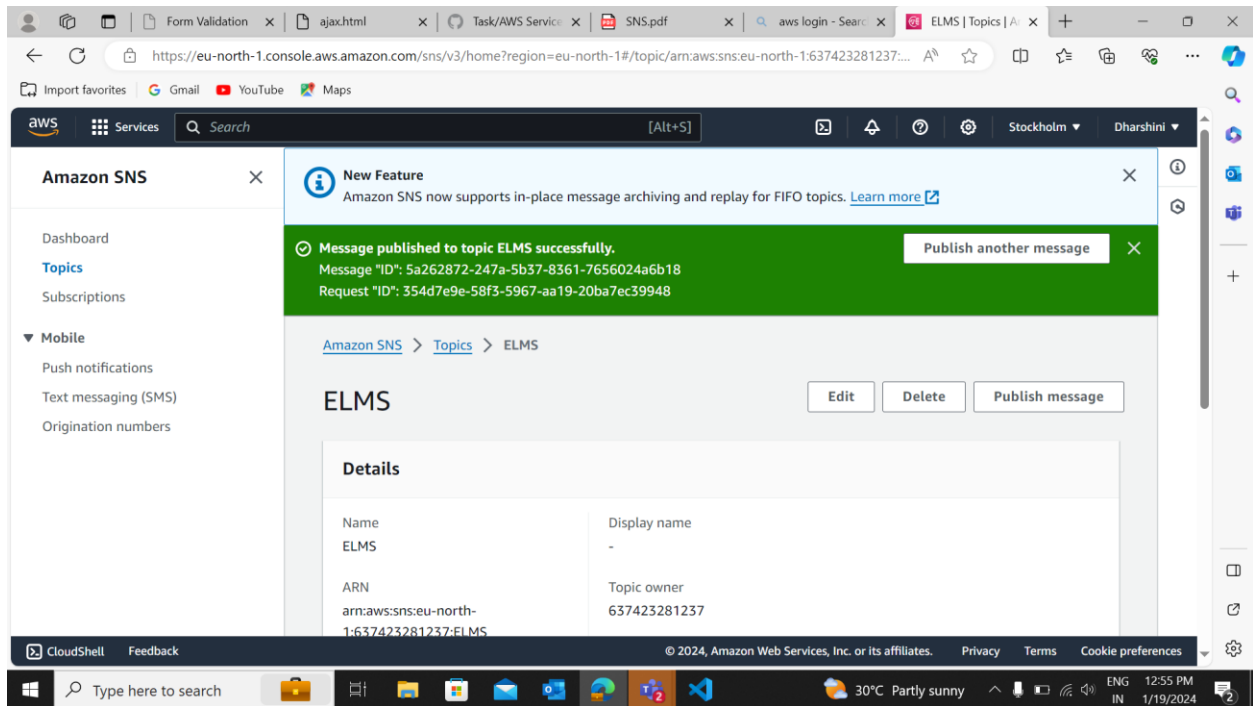 Form Validation
ajax.html
Task/AWS Service
SNS.pdf
aws login - Searc
ELMS | Topics | A
https://eu-north-1.console.aws.amazon.com/sns/v3/home?region=eu-north-1#/topic/arn:aws:sns:eu-north-1:637423281237:...
Import favorites
Gmail
YouTube
Maps
aws
Services
Search
[Alt+S]
Stockholm
Dharshini
Amazon SNS
New Feature
Amazon SNS now supports in-place message archiving and replay for FIFO topics. Learn more
Dashboard
Topics
Subscriptions
Mobile
Push notifications
Text messaging (SMS)
Origination numbers
Message published to topic ELMS successfully.
Message "ID": 5a262872-247a-5b37-8361-7656024a6b18
Request "ID": 354d7e9e-58f3-5967-aa19-20ba7ec39948
Publish another message
Amazon SNS > Topics > ELMS
ELMS
Edit
Delete
Publish message
Details
Name
ELMS
Display name
-
ARN
arn:aws:sns:eu-north-
1:637423281237:ELMS
Topic owner
637423281237
CloudShell
Feedback
© 2024, Amazon Web Services, Inc. or its affiliates.
Privacy
Terms
Cookie preferences
Type here to search
30°C Partly sunny
ENG
IN
12:55 PM
1/19/2024
2
2